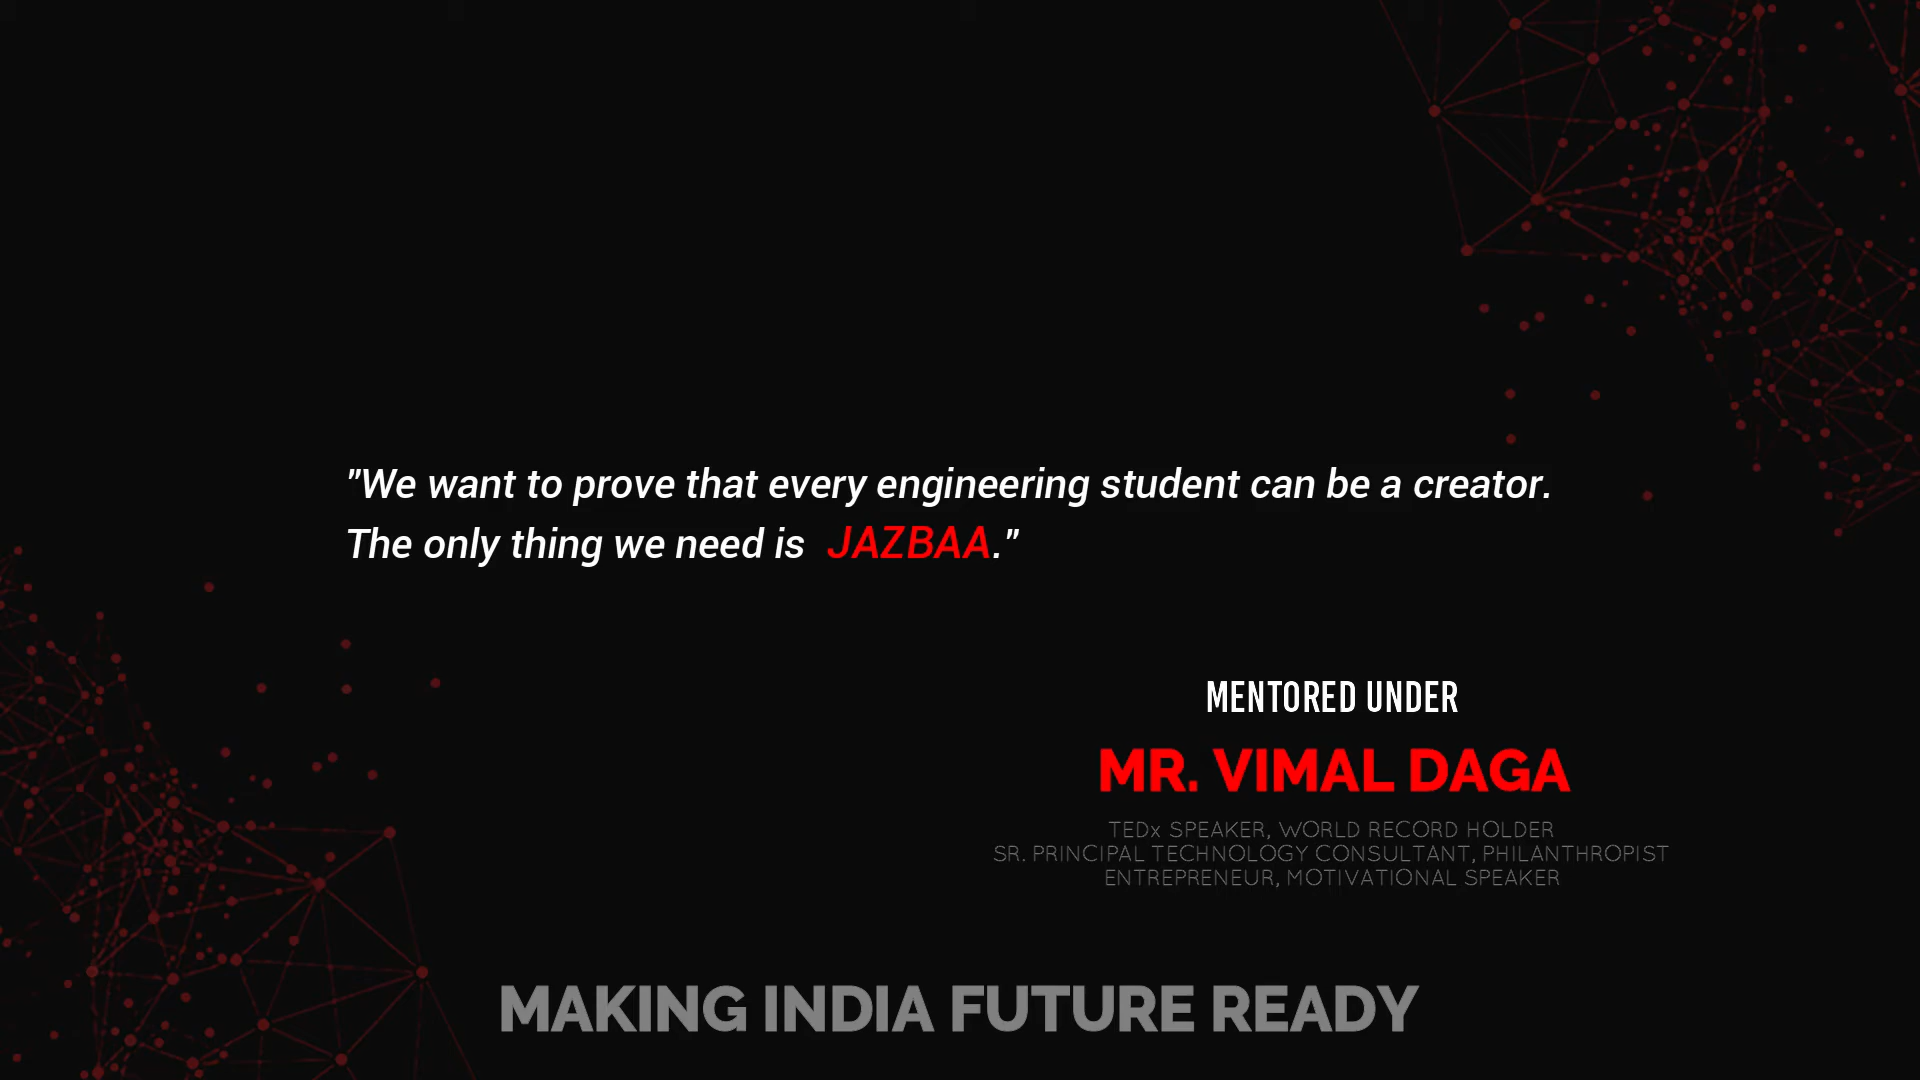 "We want to prove that every engineering student can be a creator.
The only thing we need is JAZBAA."
MENTORED UNDER
MR. VIMAL DAGA
TEDx SPEAKER, WORLD RECORD HOLDER
SR. PRINCIPAL TECHNOLOGY CONSULTANT, PHILANTHROPIST
ENTREPRENEUR, MOTIVATIONAL SPEAKER
MAKING INDIA FUTURE READY